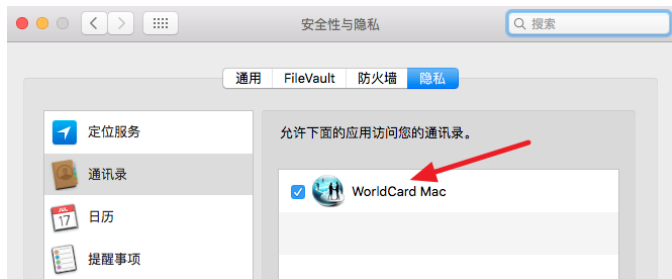 安全性与隐私
搜索
通用 FileVault 防火墙 隐私
定位服务
允许下面的应用访问您的通讯录。
通讯录
WorldCard Mac
JUL
17
日历
提醒事项